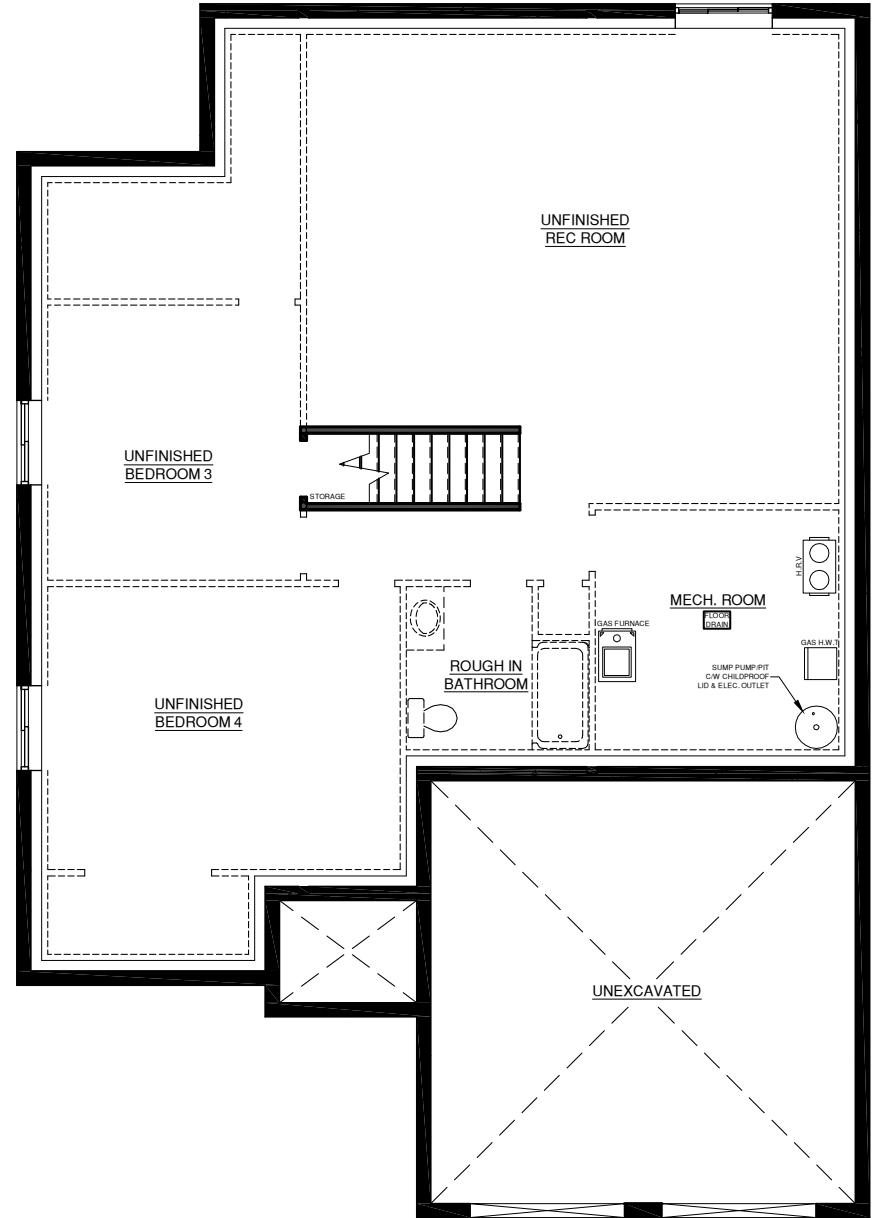 UNFINISHED
REC ROOM
UNFINISHED
BEDROOM 3
STORAGE
H.R.V
MECH. ROOM
FLOOR
DRAIN
GAS FURNACE
GAS H.W.T
SUMP PUMP/PIT
C/W CHILDPROOF
LID & ELEC. OUTLET
ROUGH IN
BATHROOM
UNFINISHED
BEDROOM 4
UNEXCAVATED